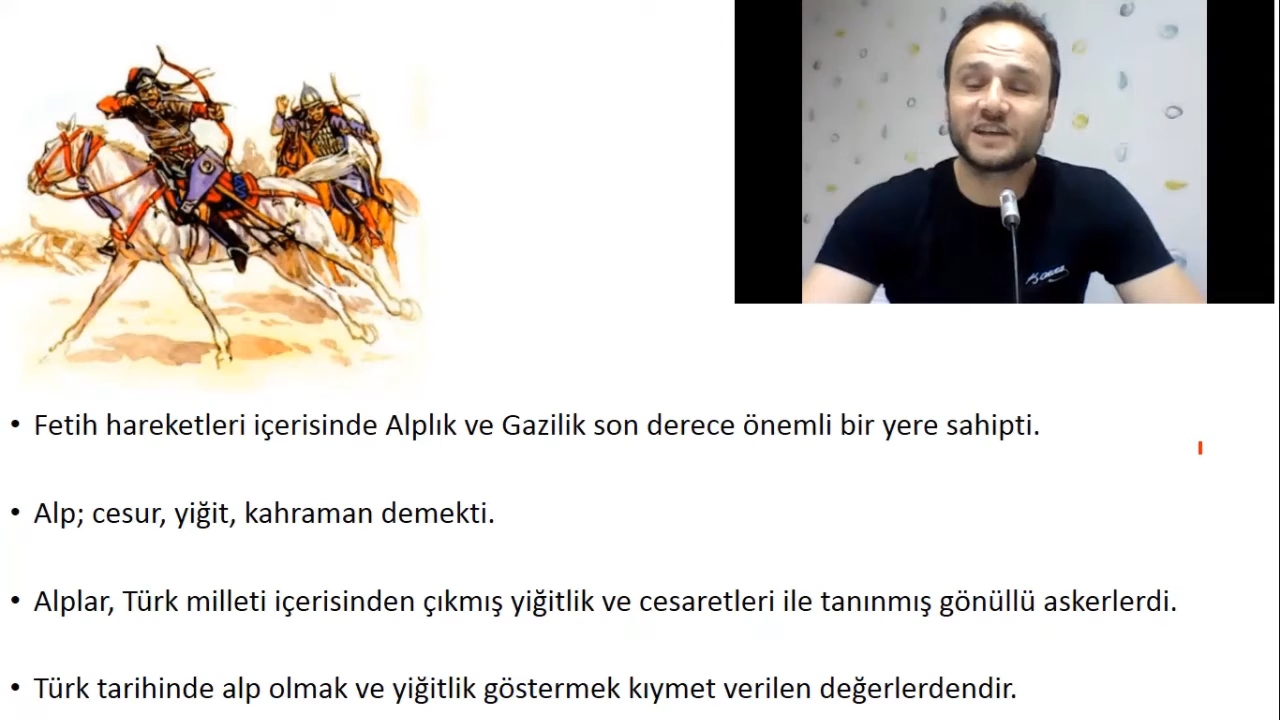 • Fetih hareketleri içerisinde Alplık ve Gazilik son derece önemli bir yere sahipti.
• Alp; cesur, yiğit, kahraman demekti.
• Alplar, Türk milleti içerisinden çıkmış yiğitlik ve cesaretleri ile tanınmış gönüllü askerlerdi.
• Türk tarihinde alp olmak ve yiğitlik göstermek kıymet verilen değerlerdendir.